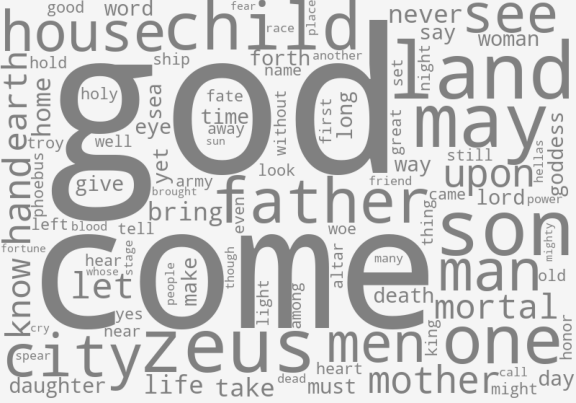 good word fear place never see
house child race say woman
hold ship forth another set night land
earth home holy god name
sea fate time away sun without first long great may
hand troy well eye yet look way still hellas goddess
phoebus give army brought friend upon
father came lord power
left blood bring tell even thing son
fortune woe mighty
know hear whose stage come altar many man old
let people make though light among death mortal
cry yes near king honor
city zeus men one
spear heart
daughter life take dead must mother call might day